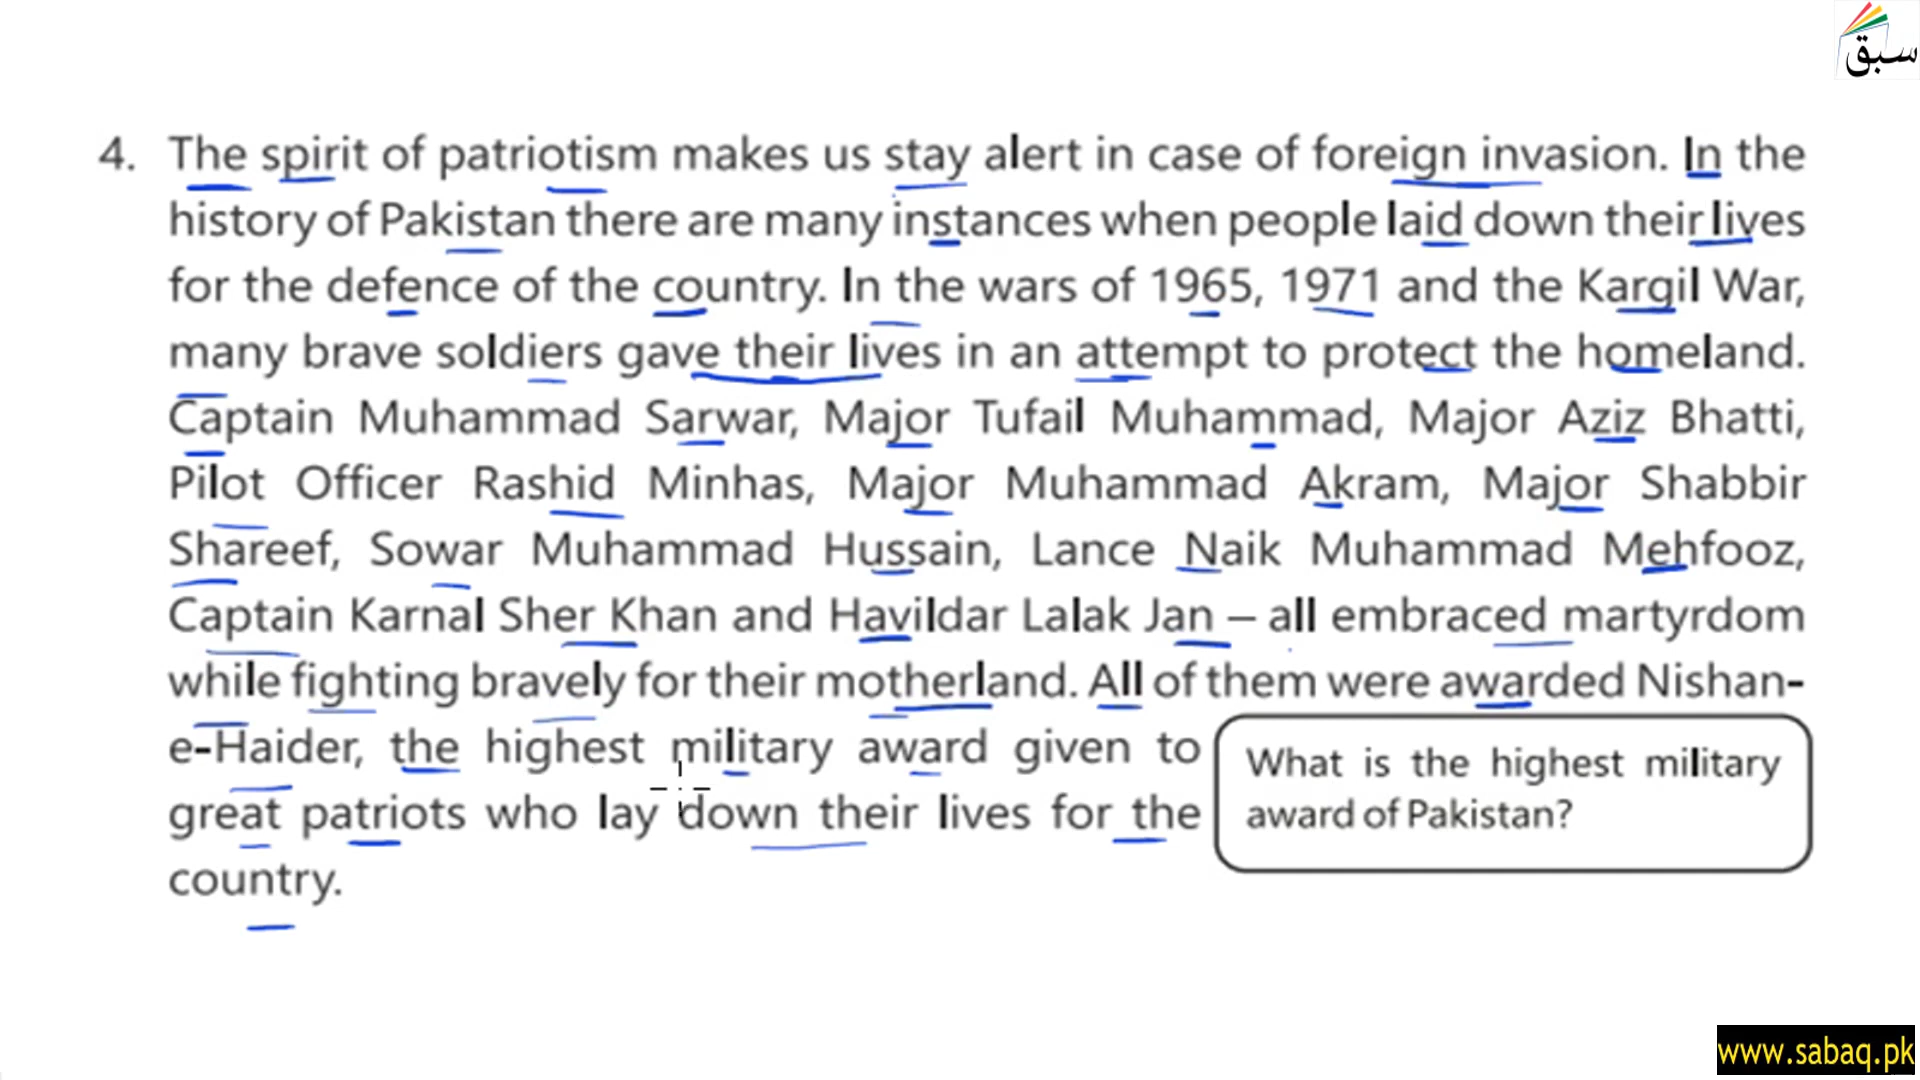 سبق
4. The spirit of patriotism makes us stay alert in case of foreign invasion. In the
history of Pakistan there are many instances when people laid down their lives
for the defence of the country. In the wars of 1965, 1971 and the Kargil War,
many brave soldiers gave their lives in an attempt to protect the homeland.
Captain Muhammad Sarwar, Major Tufail Muhammad, Major Aziz Bhatti,
Pilot Officer Rashid Minhas, Major Muhammad Akram, Major Shabbir
Shareef, Sowar Muhammad Hussain, Lance Naik Muhammad Mehfooz,
Captain Karnal Sher Khan and Havildar Lalak Jan – all embraced martyrdom
while fighting bravely for their motherland. All of them were awarded Nishan-
e-Haider, the highest military award given to
great patriots who lay down their lives for the
country.
What is the highest military
award of Pakistan?
www.sabaq.pk